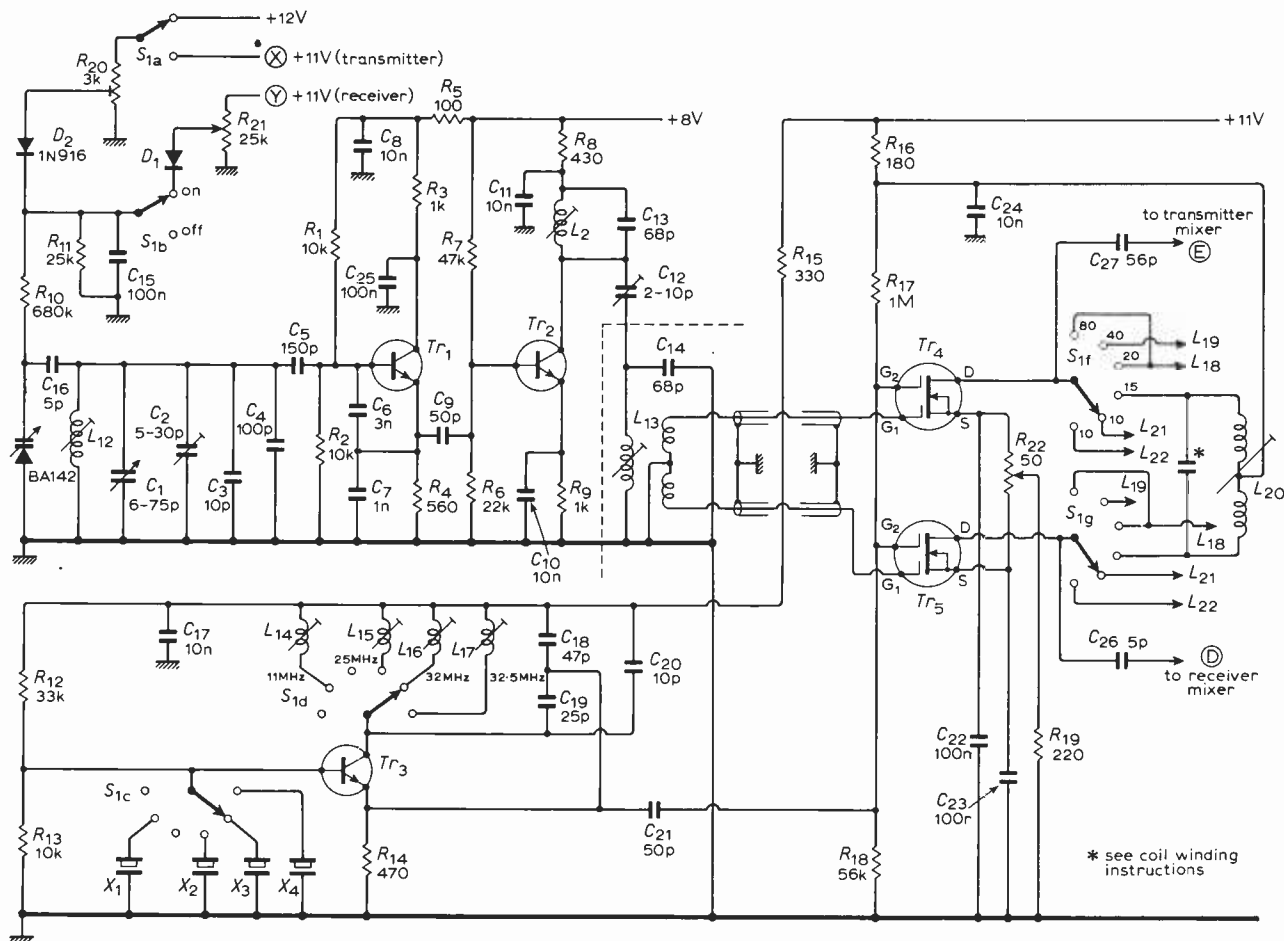 +12V
S1a
X +11V (transmitter)
R20
3k
Y +11V (receiver)
R21
25k
D2
1N916
D1
on
off
S1b
R11
25k
C15
100n
R10
680k
C16
5p
BA142
L12
C1
6–75p
C2
5–30p
C3
10p
C4
100p
C5
150p
R1
10k
R2
10k
C6
3n
C7
1n
C8
10n
R5
100
R3
1k
C25
100n
Tr1
C9
50p
R4
560
R7
47k
R6
22k
+8V
R8
430
C11
10n
L2
C13
68p
C12
2–10p
Tr2
C14
68p
R9
1k
C10
10n
L13
R15
330
+11V
R16
180
C24
10n
R17
1M
to transmitter
mixer
E
C27 56p
Tr4
G2
G1
D
S
R22
50
80
40
20
15
10
10
S1f
L19
L18
L21
L22
*
L20
S1g
L19
L18
L21
L22
G2
G1
D
S
Tr5
C26 5p
D
to receiver
mixer
C17
10n
L14
L15
L16
L17
11MHz
25MHz
32MHz
32·5MHz
S1d
C18
47p
C19
25p
C20
10p
R12
33k
R13
10k
Tr3
S1c
X1
X2
X3
X4
R14
470
C21
50p
R18
56k
C22
100n
C23
R19
220
* see coil winding
instructions